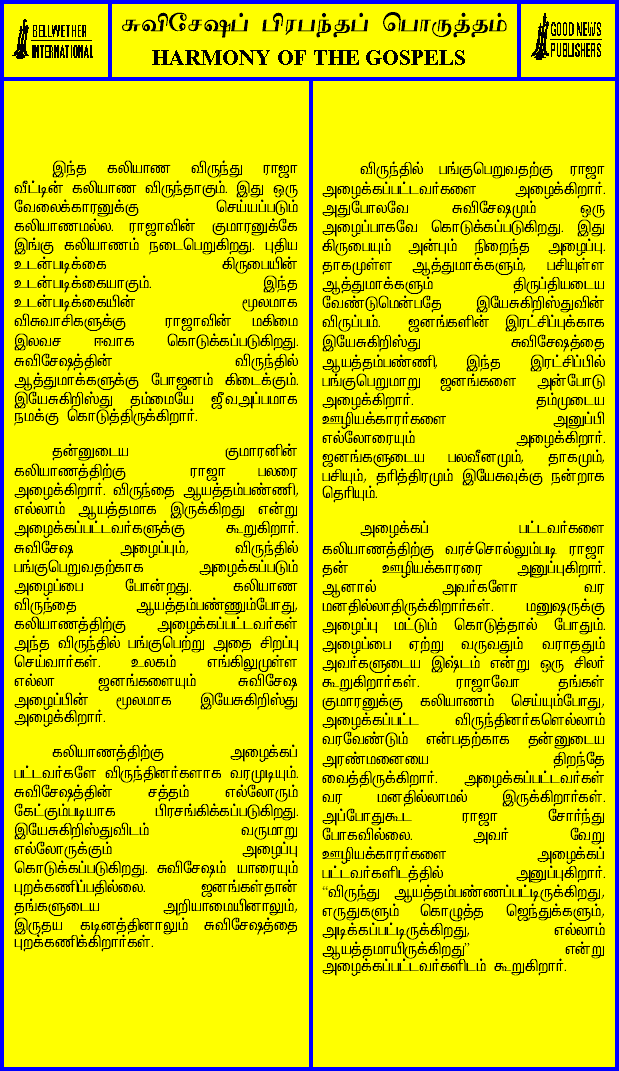 BELLWETHER
INTERNATIONAL
சுவிசேஷப் பிரபந்தப் பொருத்தம்
HARMONY OF THE GOSPELS
GOOD NEWS
PUBLISHERS
இந்த கலியாண விருந்து ராஜா
வீட்டின் கலியாண விருந்தாகும். இது ஒரு
வேலைக்காரனுக்கு செய்யப்படும்
கலியாணமல்ல. ராஜாவின் குமாரனுக்கே
இங்கு கலியாணம் நடைபெறுகிறது. புதிய
உடன்படிக்கை கிருபையின்
உடன்படிக்கையாகும். இந்த
உடன்படிக்கையின் மூலமாக
விசுவாசிகளுக்கு ராஜாவின் மகிமை
இலவச ஈவாக கொடுக்கப்படுகிறது.
சுவிசேஷத்தின் விருந்தில்
ஆத்துமாக்களுக்கு போஜனம் கிடைக்கும்.
இயேசுகிறிஸ்து தம்மையே ஜீவஅப்பமாக
நமக்கு கொடுத்திருக்கிறார்.
தன்னுடைய குமாரனின்
கலியாணத்திற்கு ராஜா பலரை
அழைக்கிறார். விருந்தை ஆயத்தம்பண்ணி,
எல்லாம் ஆயத்தமாக இருக்கிறது என்று
அழைக்கப்பட்டவர்களுக்கு கூறுகிறார்.
சுவிசேஷ அழைப்பும், விருந்தில்
பங்குபெறுவதற்காக அழைக்கப்படும்
அழைப்பை போன்றது. கலியாண
விருந்தை ஆயத்தம்பண்ணும்போது,
கலியாணத்திற்கு அழைக்கப்பட்டவர்கள்
அந்த விருந்தில் பங்குபெற்று அதை சிறப்பு
செய்வார்கள். உலகம் எங்கிலுமுள்ள
எல்லா ஜனங்களையும் சுவிசேஷ
அழைப்பின் மூலமாக இயேசுகிறிஸ்து
அழைக்கிறார்.
கலியாணத்திற்கு அழைக்கப்
பட்டவர்களே விருந்தினர்களாக வரமுடியும்.
சுவிசேஷத்தின் சத்தம் எல்லோரும்
கேட்கும்படியாக பிரசங்கிக்கப்படுகிறது.
இயேசுகிறிஸ்துவிடம் வருமாறு
எல்லோருக்கும் அழைப்பு
கொடுக்கப்படுகிறது. சுவிசேஷம் யாரையும்
புறக்கணிப்பதில்லை. ஜனங்கள்தான்
தங்களுடைய அறியாமையினாலும்,
இருதய கடினத்தினாலும் சுவிசேஷத்தை
புறக்கணிக்கிறார்கள்.
விருந்தில் பங்குபெறுவதற்கு ராஜா
அழைக்கப்பட்டவர்களை அழைக்கிறார்.
அதுபோலவே சுவிசேஷமும் ஒரு
அழைப்பாகவே கொடுக்கப்படுகிறது. இது
கிருபையும் அன்பும் நிறைந்த அழைப்பு.
தாகமுள்ள ஆத்துமாக்களும், பசியுள்ள
ஆத்துமாக்களும் திருப்தியடைய
வேண்டுமென்பதே இயேசுகிறிஸ்துவின்
விருப்பம். ஜனங்களின் இரட்சிப்புக்காக
இயேசுகிறிஸ்து சுவிசேஷத்தை
ஆயத்தம்பண்ணி, இந்த இரட்சிப்பில்
பங்குபெறுமாறு ஜனங்களை அன்போடு
அழைக்கிறார். தம்முடைய
ஊழியக்காரர்களை அனுப்பி
எல்லோரையும் அழைக்கிறார்.
ஜனங்களுடைய பலவீனமும், தாகமும்,
பசியும், தரித்திரமும் இயேசுவுக்கு நன்றாக
தெரியும்.
அழைக்கப் பட்டவர்களை
கலியாணத்திற்கு வரச்சொல்லும்படி ராஜா
தன் ஊழியக்காரரை அனுப்புகிறார்.
ஆனால் அவர்களோ வர
மனதில்லாதிருக்கிறார்கள். மனுஷருக்கு
அழைப்பு மட்டும் கொடுத்தால் போதும்.
அழைப்பை ஏற்று வருவதும் வராததும்
அவர்களுடைய இஷ்டம் என்று ஒரு சிலர்
கூறுகிறார்கள். ராஜாவோ தங்கள்
குமாரனுக்கு கலியாணம் செய்யும்போது,
அழைக்கப்பட்ட விருந்தினர்களெல்லாம்
வரவேண்டும் என்பதற்காக தன்னுடைய
அரண்மனையை திறந்தே
வைத்திருக்கிறார். அழைக்கப்பட்டவர்கள்
வர மனதில்லாமல் இருக்கிறார்கள்.
அப்போதுகூட ராஜா சோர்ந்து
போகவில்லை. அவர் வேறு
ஊழியக்காரர்களை அழைக்கப்
பட்டவர்களிடத்தில் அனுப்புகிறார்.
“விருந்து ஆயத்தம்பண்ணப்பட்டிருக்கிறது,
எருதுகளும் கொழுத்த ஜெந்துக்களும்,
அடிக்கப்பட்டிருக்கிறது, எல்லாம்
ஆயத்தமாயிருக்கிறது” என்று
அழைக்கப்பட்டவர்களிடம் கூறுகிறார்.